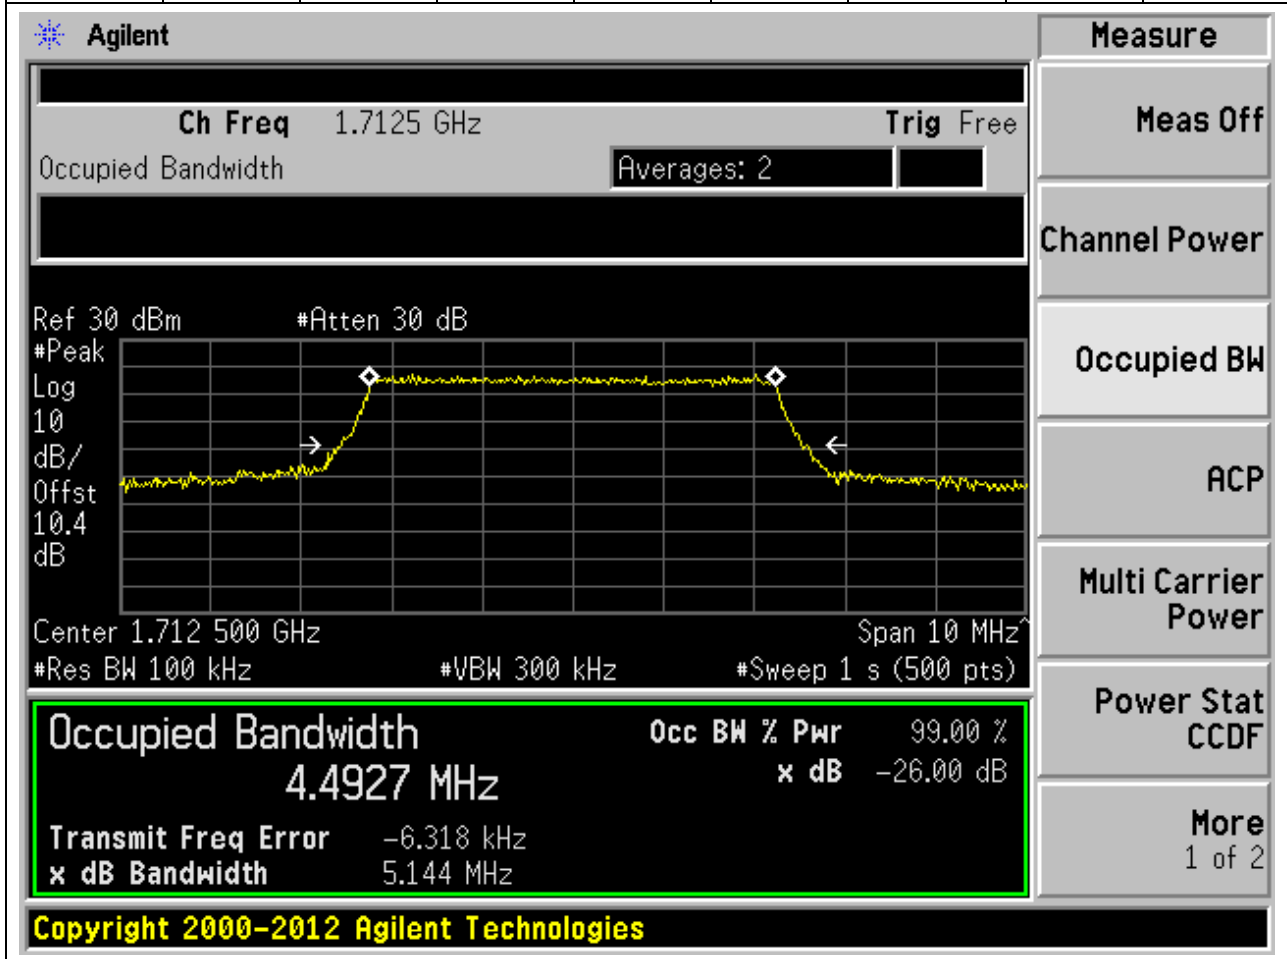 Agilent
Measure
Ch Freq 1.7125 GHz Trig Free
Occupied Bandwidth Averages: 2
Ref 30 dBm #Atten 30 dB
#Peak
Log
10
dB/
Offst
10.4
dB
Center 1.712 500 GHz Span 10 MHz^
#Res BW 100 kHz #VBW 300 kHz #Sweep 1 s (500 pts)
Occupied Bandwidth Occ BW % Pwr 99.00 %
4.4927 MHz x dB -26.00 dB
Transmit Freq Error -6.318 kHz
x dB Bandwidth 5.144 MHz
Copyright 2000-2012 Agilent Technologies
Meas Off
Channel Power
Occupied BW
ACP
Multi Carrier
Power
Power Stat
CCDF
More
1 of 2